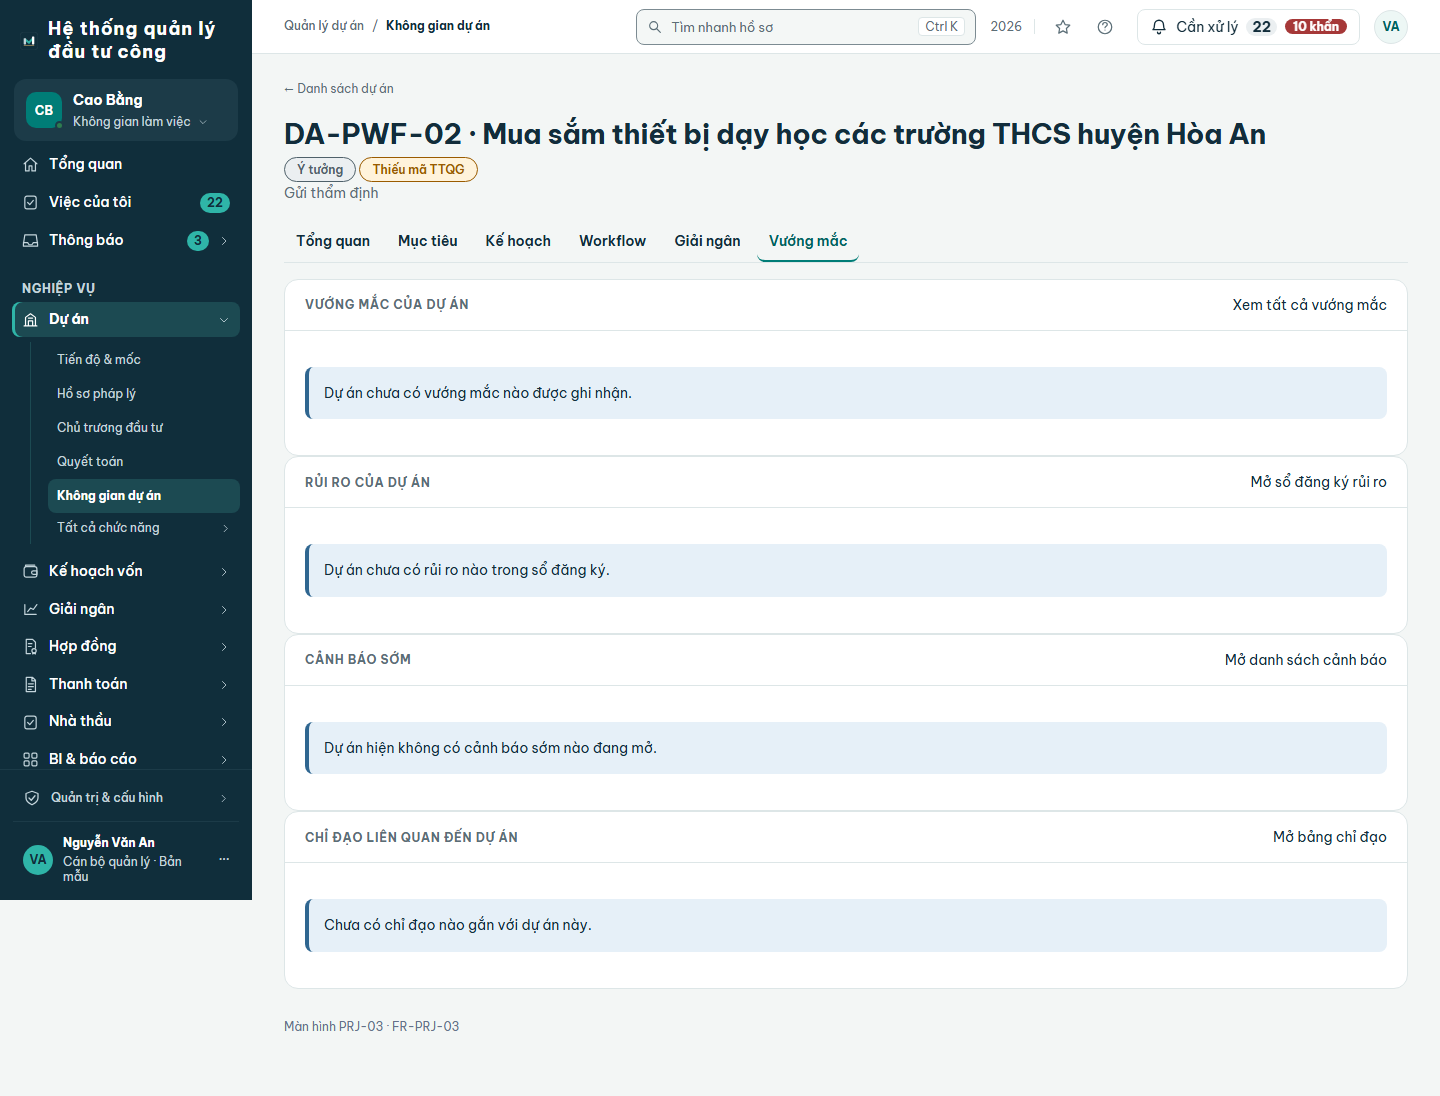 Hệ thống quản lý
đầu tư công
CB
Cao Bằng
Không gian làm việc
Tổng quan
Việc của tôi 22
Thông báo 3
NGHIỆP VỤ
Dự án
Tiến độ & mốc
Hồ sơ pháp lý
Chủ trương đầu tư
Quyết toán
Không gian dự án
Tất cả chức năng
Kế hoạch vốn
Giải ngân
Hợp đồng
Thanh toán
Nhà thầu
BI & báo cáo
Quản trị & cấu hình
VA
Nguyễn Văn An
Cán bộ quản lý · Bản
mẫu
Quản lý dự án / Không gian dự án
Tìm nhanh hồ sơ Ctrl K
2026
Cần xử lý 22 10 khẩn
VA
← Danh sách dự án
DA-PWF-02 · Mua sắm thiết bị dạy học các trường THCS huyện Hòa An
Ý tưởng Thiếu mã TTQG
Gửi thẩm định
Tổng quan Mục tiêu Kế hoạch Workflow Giải ngân Vướng mắc
VƯỚNG MẮC CỦA DỰ ÁN Xem tất cả vướng mắc
Dự án chưa có vướng mắc nào được ghi nhận.
RỦI RO CỦA DỰ ÁN Mở sổ đăng ký rủi ro
Dự án chưa có rủi ro nào trong sổ đăng ký.
CẢNH BÁO SỚM Mở danh sách cảnh báo
Dự án hiện không có cảnh báo sớm nào đang mở.
CHỈ ĐẠO LIÊN QUAN ĐẾN DỰ ÁN Mở bảng chỉ đạo
Chưa có chỉ đạo nào gắn với dự án này.
Màn hình PRJ-03 · FR-PRJ-03